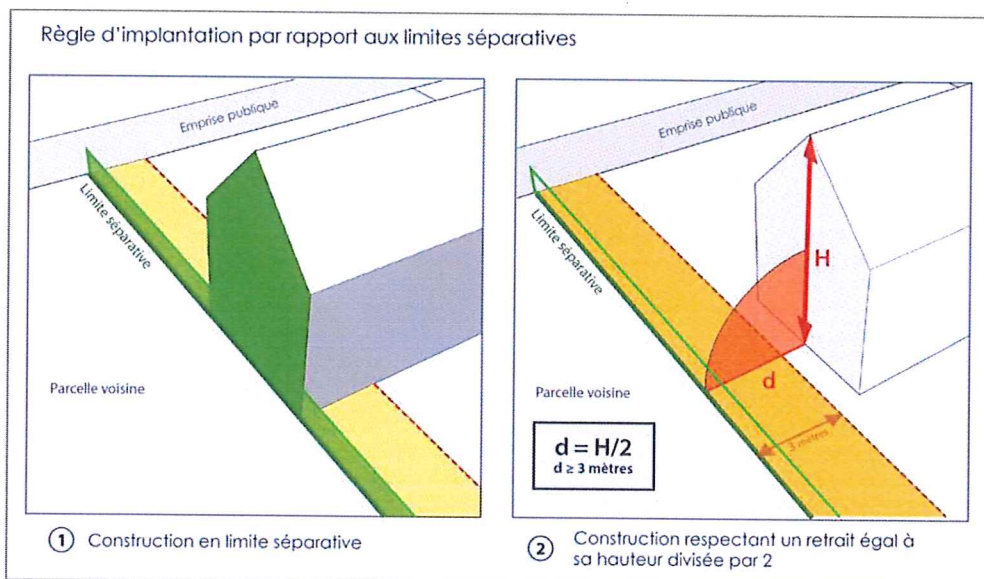 Règle d'implantation par rapport aux limites séparatives
Emprise publique
Limite séparative
Parcelle voisine
① Construction en limite séparative
Emprise publique
Limite séparative
H
d
3 mètres
Parcelle voisine
d = H/2
d ≥ 3 mètres
② Construction respectant un retrait égal à
sa hauteur divisée par 2